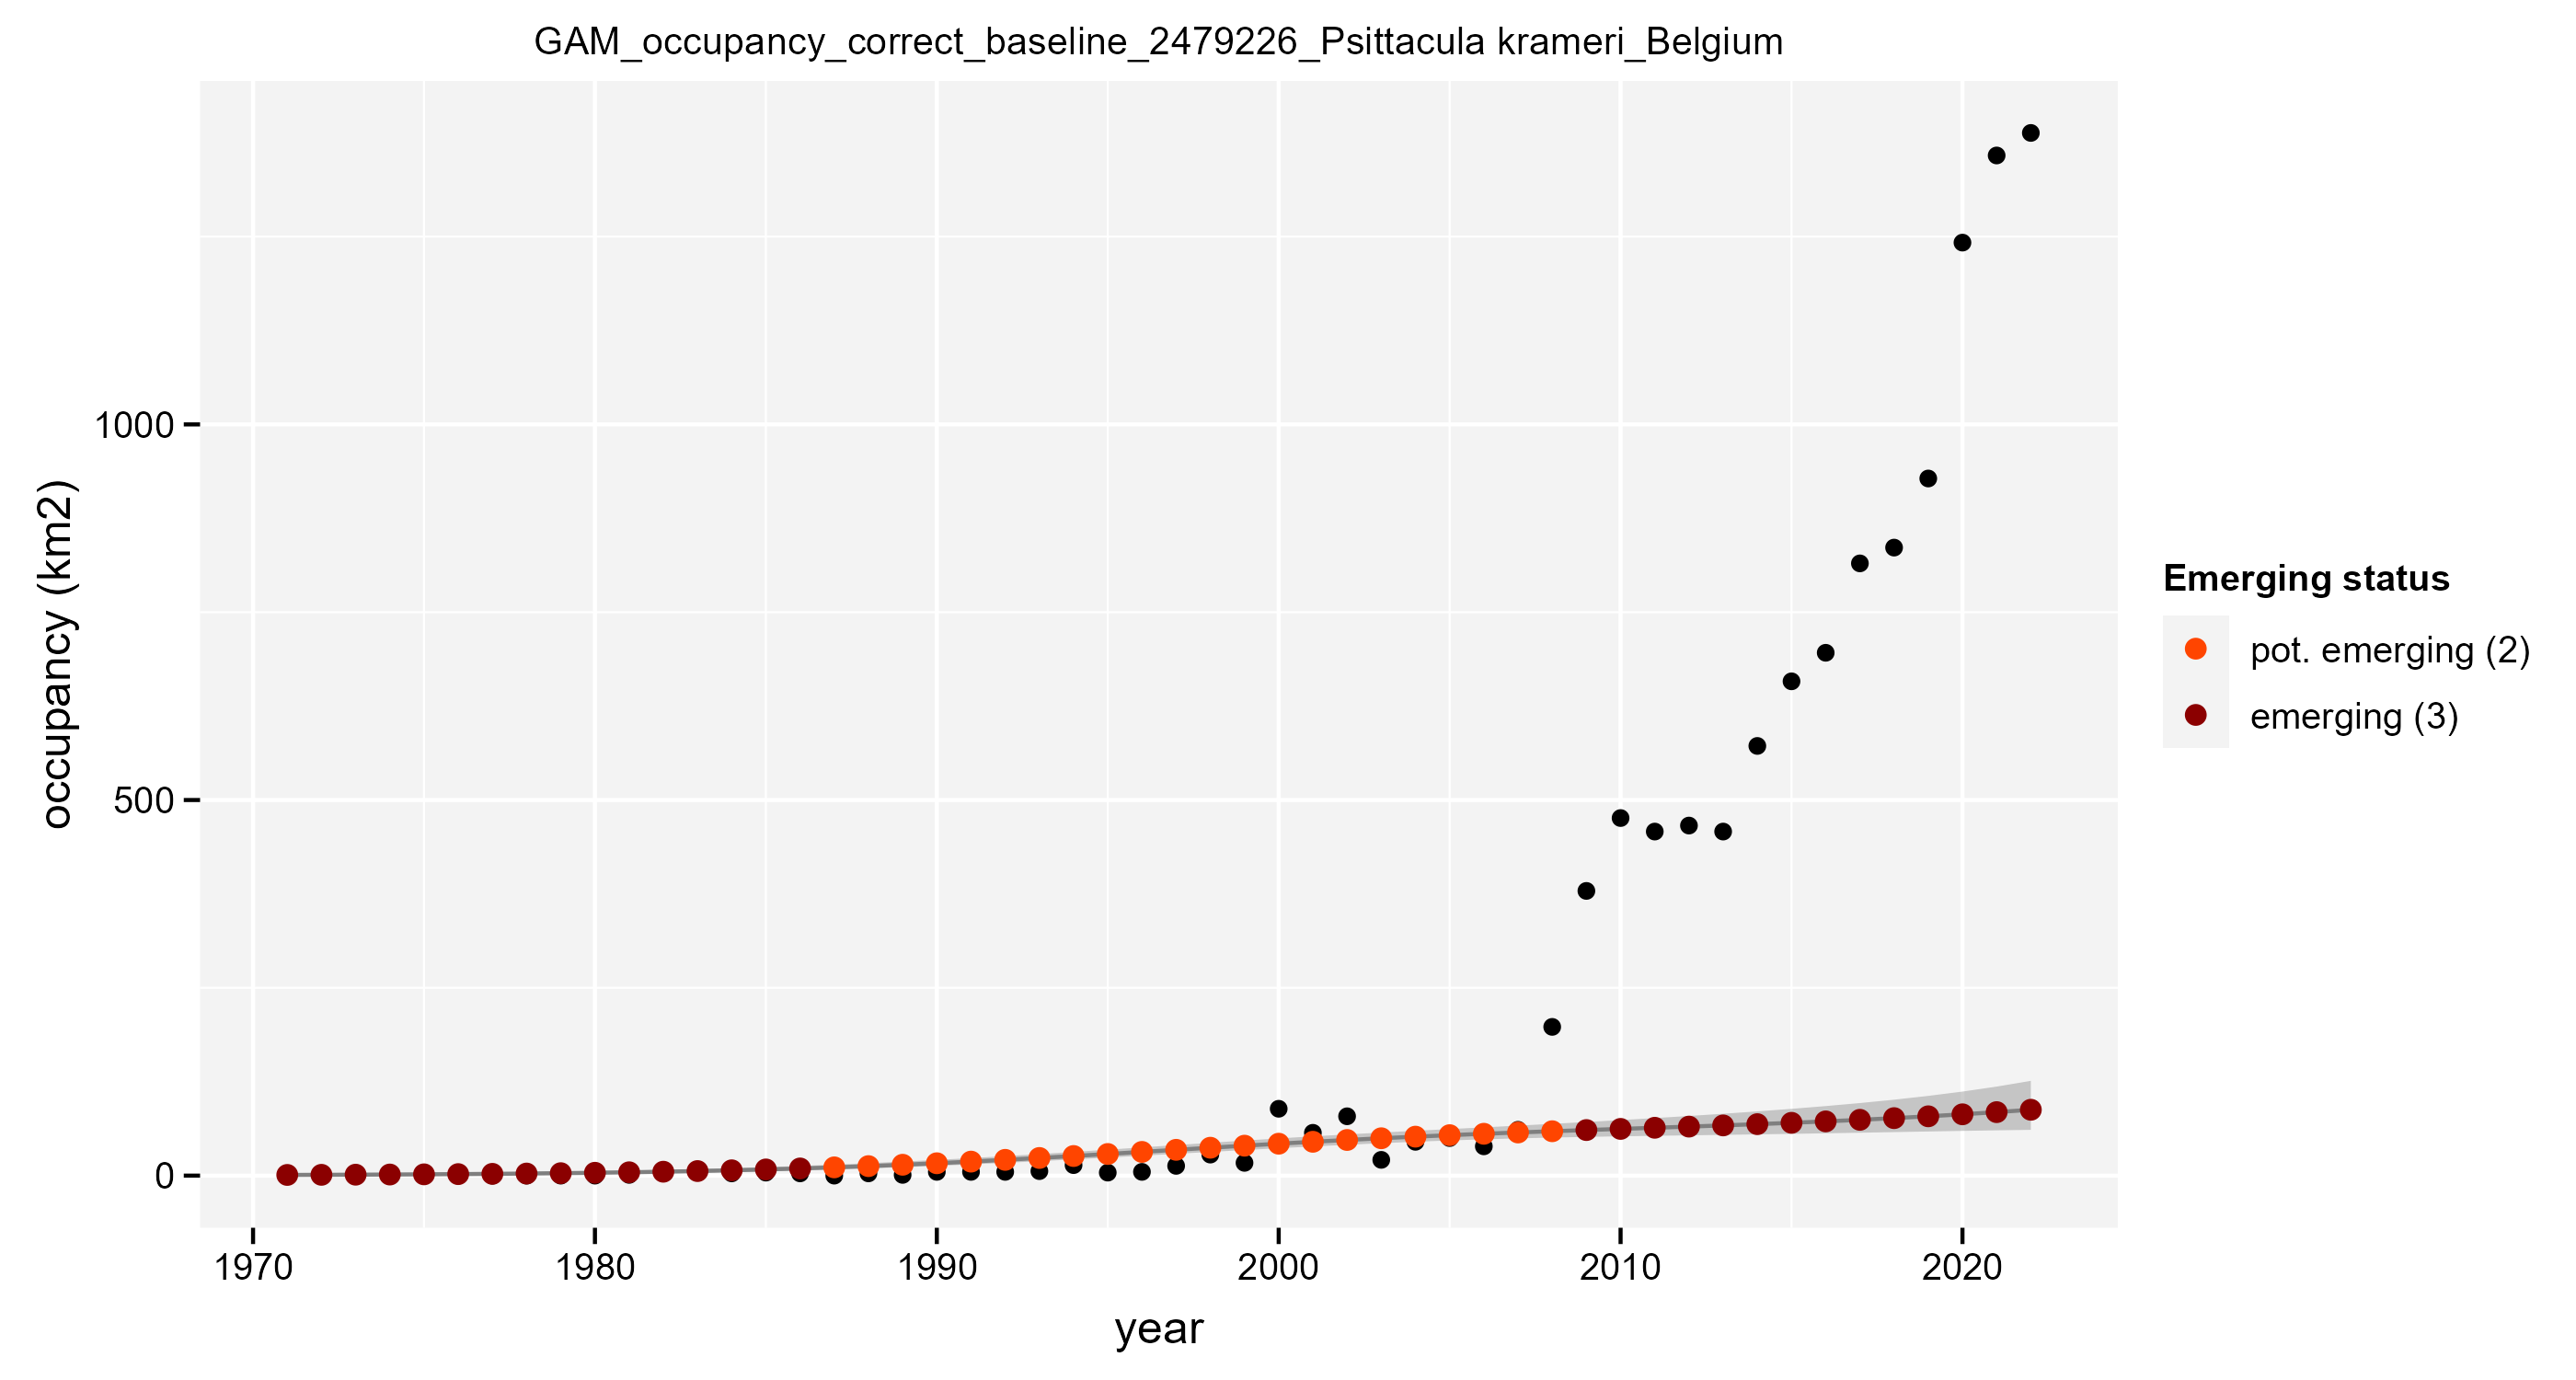 GAM_occupancy_correct_baseline_2479226_Psittacula krameri_Belgium
occupancy (km2)
1000
500
0
1970 1980 1990 2000 2010 2020
year
Emerging status
pot. emerging (2)
emerging (3)